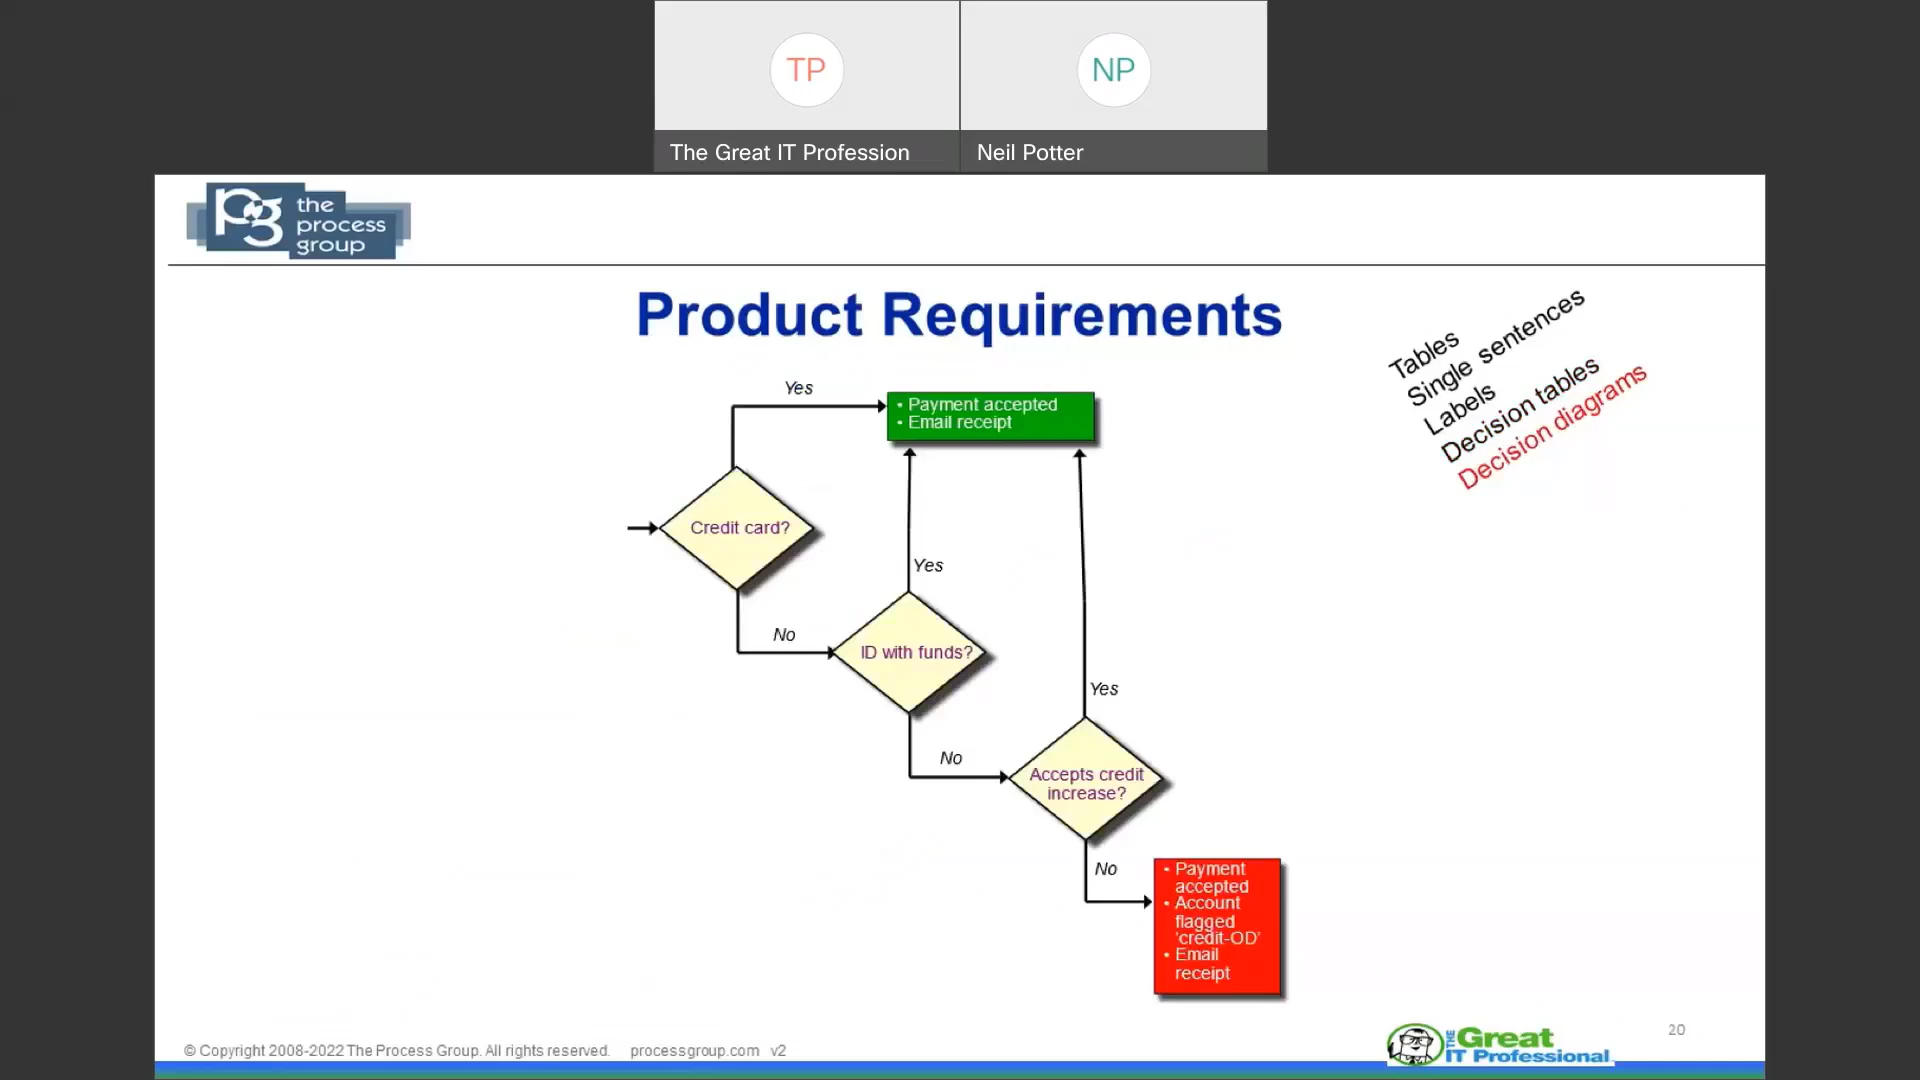 TP
NP
The Great IT Profession
Neil Potter
pg the
process
group
Product Requirements
Tables
Single sentences
Labels
Decision tables
Decision diagrams
Yes
• Payment accepted
• Email receipt
Credit card?
Yes
No
ID with funds?
Yes
No
Accepts credit
increase?
No
• Payment
accepted
• Account
flagged
'credit-OD'
• Email
receipt
© Copyright 2008-2022 The Process Group. All rights reserved. processgroup.com v2
THE Great
IT Professional
20